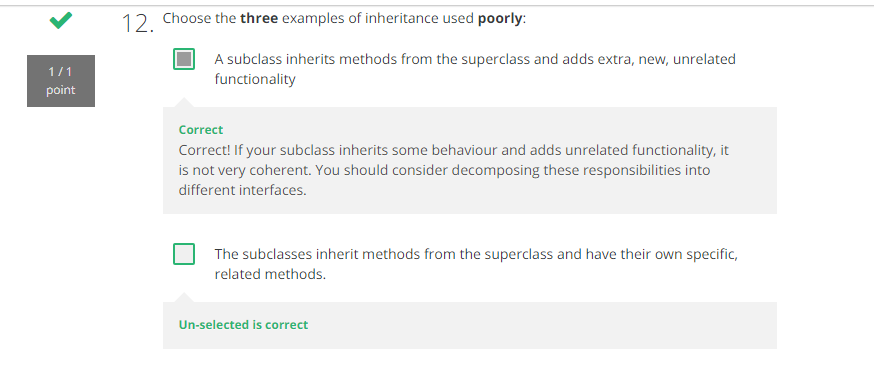 12. Choose the three examples of inheritance used poorly:
1 / 1
point
A subclass inherits methods from the superclass and adds extra, new, unrelated
functionality
Correct
Correct! If your subclass inherits some behaviour and adds unrelated functionality, it
is not very coherent. You should consider decomposing these responsibilities into
different interfaces.
The subclasses inherit methods from the superclass and have their own specific,
related methods.
Un-selected is correct